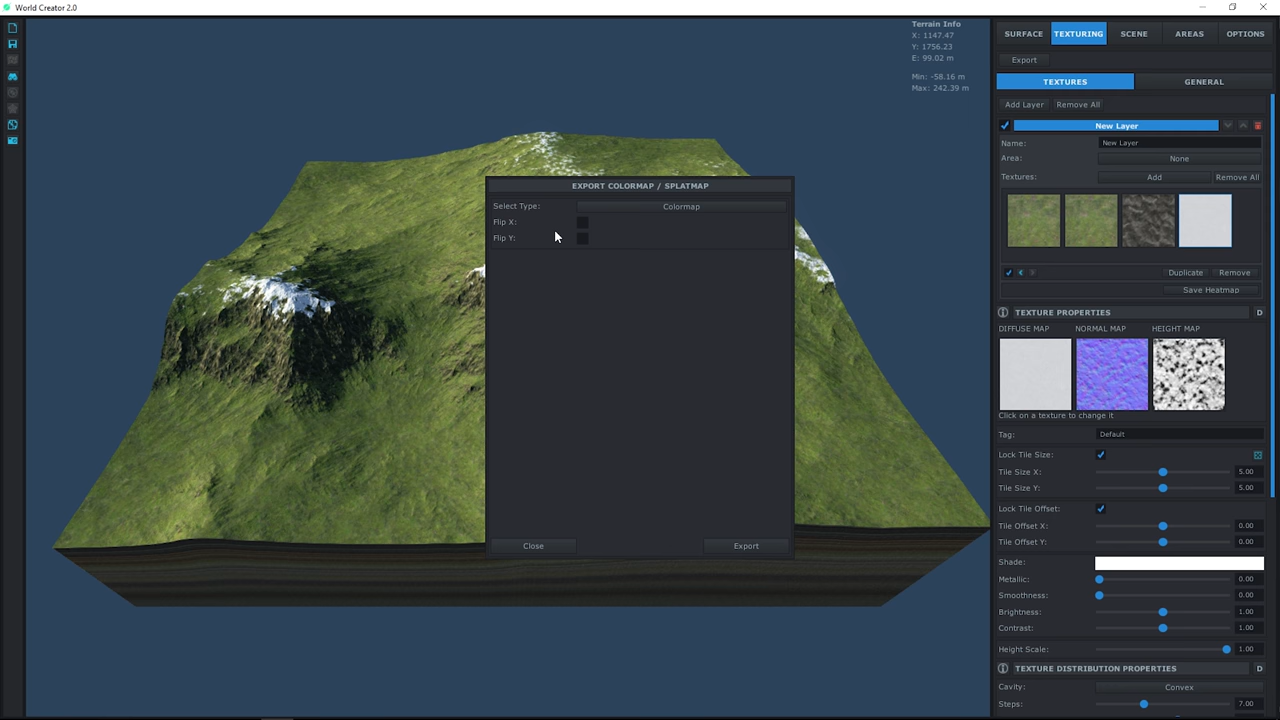 World Creator 2.0
Terrain Info
X: 1147.47
Y: 1756.23
E: 99.02 m
Min: -58.16 m
Max: 242.39 m
SURFACE TEXTURING SCENE AREAS OPTIONS
Export
TEXTURES GENERAL
Add Layer Remove All
New Layer
Name: New Layer
Area: None
Textures: Add Remove All
EXPORT COLORMAP / SPLATMAP
Select Type: Colormap
Flip X:
Flip Y:
Close Export
Duplicate Remove
Save Heatmap
TEXTURE PROPERTIES D
DIFFUSE MAP NORMAL MAP HEIGHT MAP
Click on a texture to change it
Tag: Default
Lock Tile Size:
Tile Size X: 5.00
Tile Size Y: 5.00
Lock Tile Offset:
Tile Offset X: 0.00
Tile Offset Y: 0.00
Shade:
Metallic: 0.00
Smoothness: 0.00
Brightness: 1.00
Contrast: 1.00
Height Scale: 1.00
TEXTURE DISTRIBUTION PROPERTIES D
Cavity: Convex
Steps: 7.00